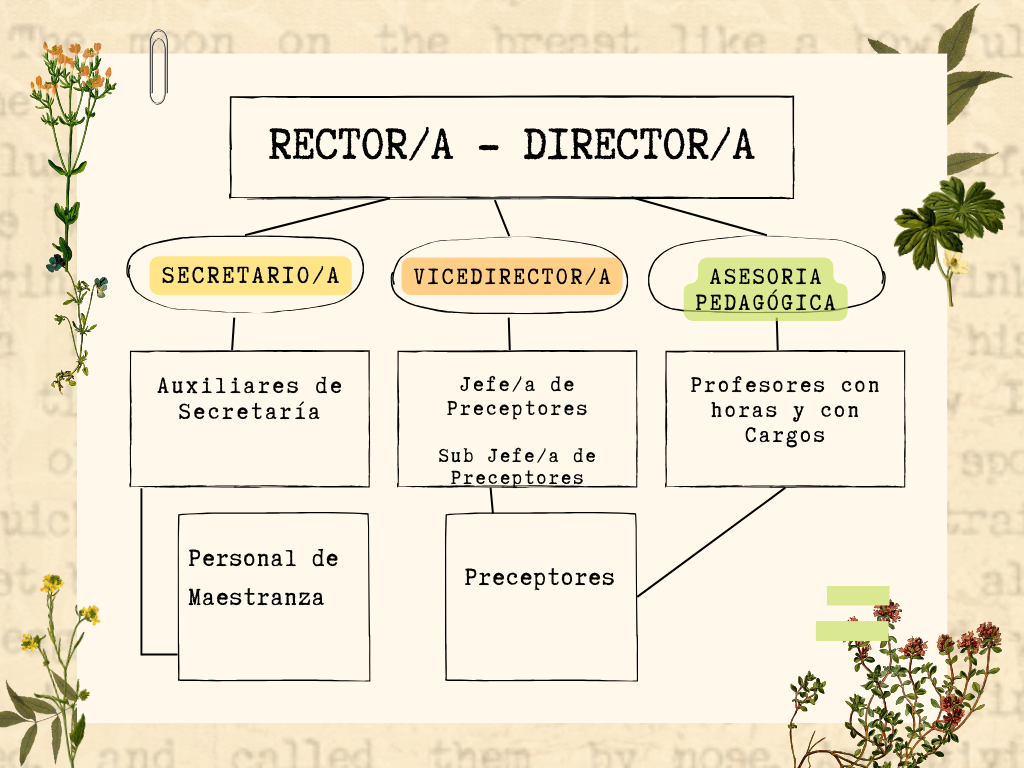 The moon on the breast like a
RECTOR/A - DIRECTOR/A
SECRETARIO/A
VICEDIRECTOR/A
ASESORIA
PEDAGÓGICA
Auxiliares de
Secretaría
Jefe/a de
Preceptores
Sub Jefe/a de
Preceptores
Profesores con
horas y con
Cargos
Personal de
Maestranza
Preceptores
and called them by nose